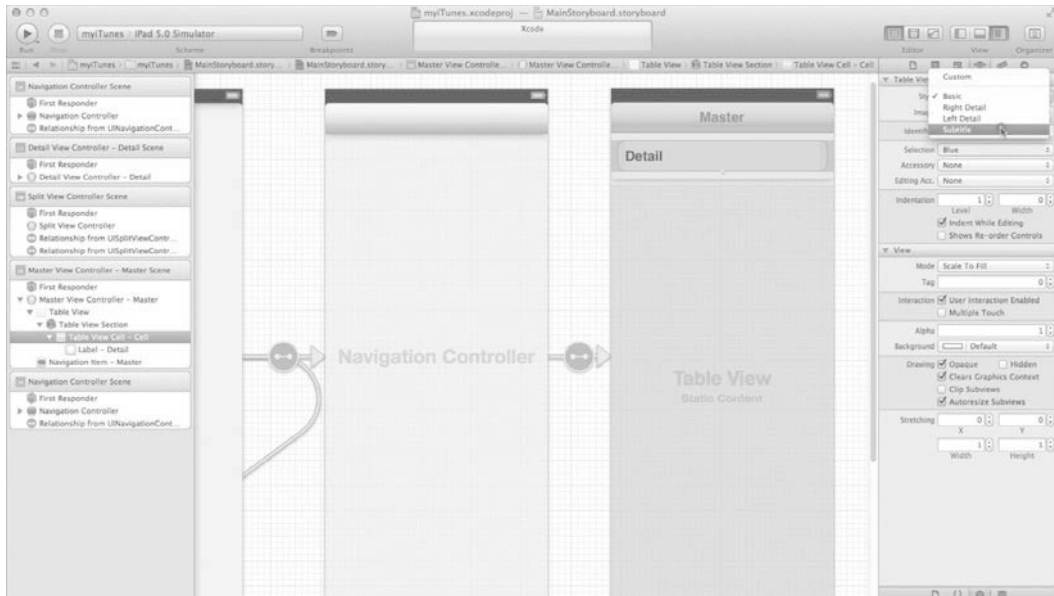 myiTunes.xcodeproj — MainStoryboard.storyboard
myiTunes iPad 5.0 Simulator
Xcode
Run Stop Scheme Breakpoints Editor View Organizer
myiTunes myiTunes MainStoryboard.story... MainStoryboard.story... Master View Controlle... Master View Controlle... Table View Table View Section Table View Cell - Cell
Navigation Controller Scene
First Responder
Navigation Controller
Relationship from UINavigationCont...
Detail View Controller - Detail Scene
First Responder
Detail View Controller - Detail
Split View Controller Scene
First Responder
Split View Controller
Relationship from UISplitViewContr...
Relationship from UISplitViewContr...
Master View Controller - Master Scene
First Responder
Master View Controller - Master
Table View
Table View Section
Table View Cell - Cell
Label - Detail
Navigation Item - Master
Navigation Controller Scene
First Responder
Navigation Controller
Relationship from UINavigationCont...
Navigation Controller
Master
Detail
Table View
Static Content
Custom
Basic
Right Detail
Left Detail
Subtitle
Selection Blue
Accessory None
Editing Acc. None
Indentation 1 0
Level Width
Indent While Editing
Shows Re-order Controls
View
Mode Scale To Fill
Tag 0
Interaction User Interaction Enabled
Multiple Touch
Alpha 1
Background Default
Drawing Opaque Hidden
Clears Graphics Context
Clip Subviews
Autoresize Subviews
Stretching 0 0
X Y
1 1
Width Height